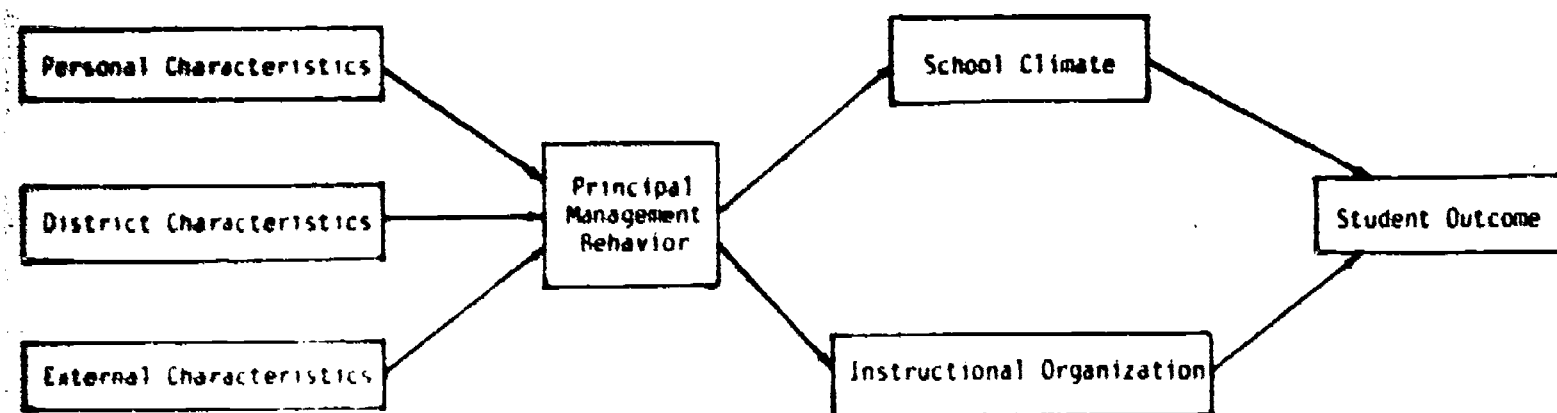 Personal Characteristics
School Climate
Principal
Management
Behavior
District Characteristics
Student Outcome
External Characteristics
Instructional Organization